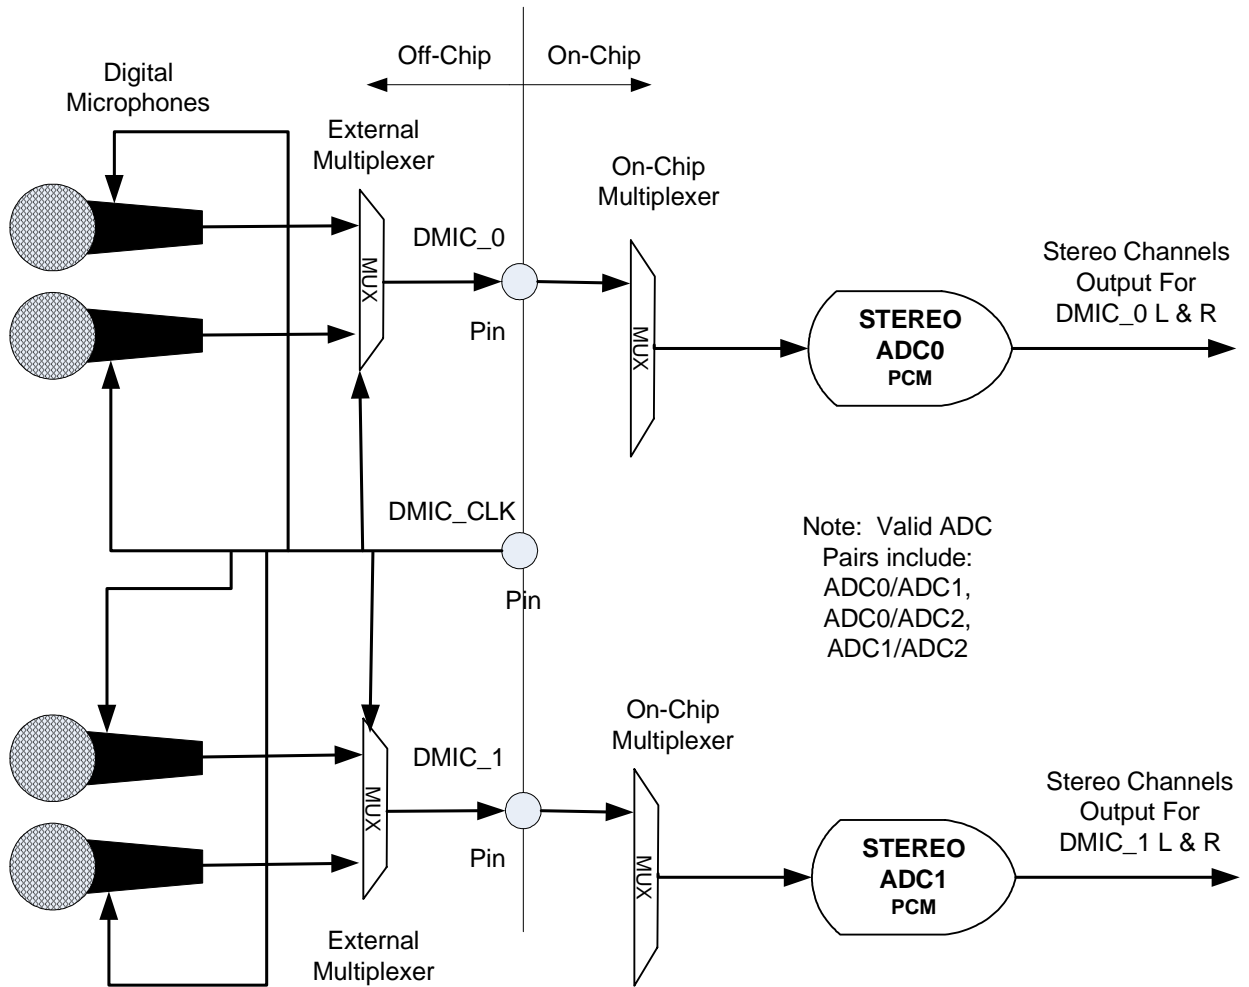 Off-Chip
On-Chip
Digital
Microphones
External
Multiplexer
On-Chip
Multiplexer
DMIC_0
MUX
Pin
MUX
STEREO
ADC0
PCM
Stereo Channels
Output For
DMIC_0 L & R
DMIC_CLK
Pin
Note: Valid ADC
Pairs include:
ADC0/ADC1,
ADC0/ADC2,
ADC1/ADC2
On-Chip
Multiplexer
DMIC_1
MUX
Pin
MUX
STEREO
ADC1
PCM
Stereo Channels
Output For
DMIC_1 L & R
External
Multiplexer